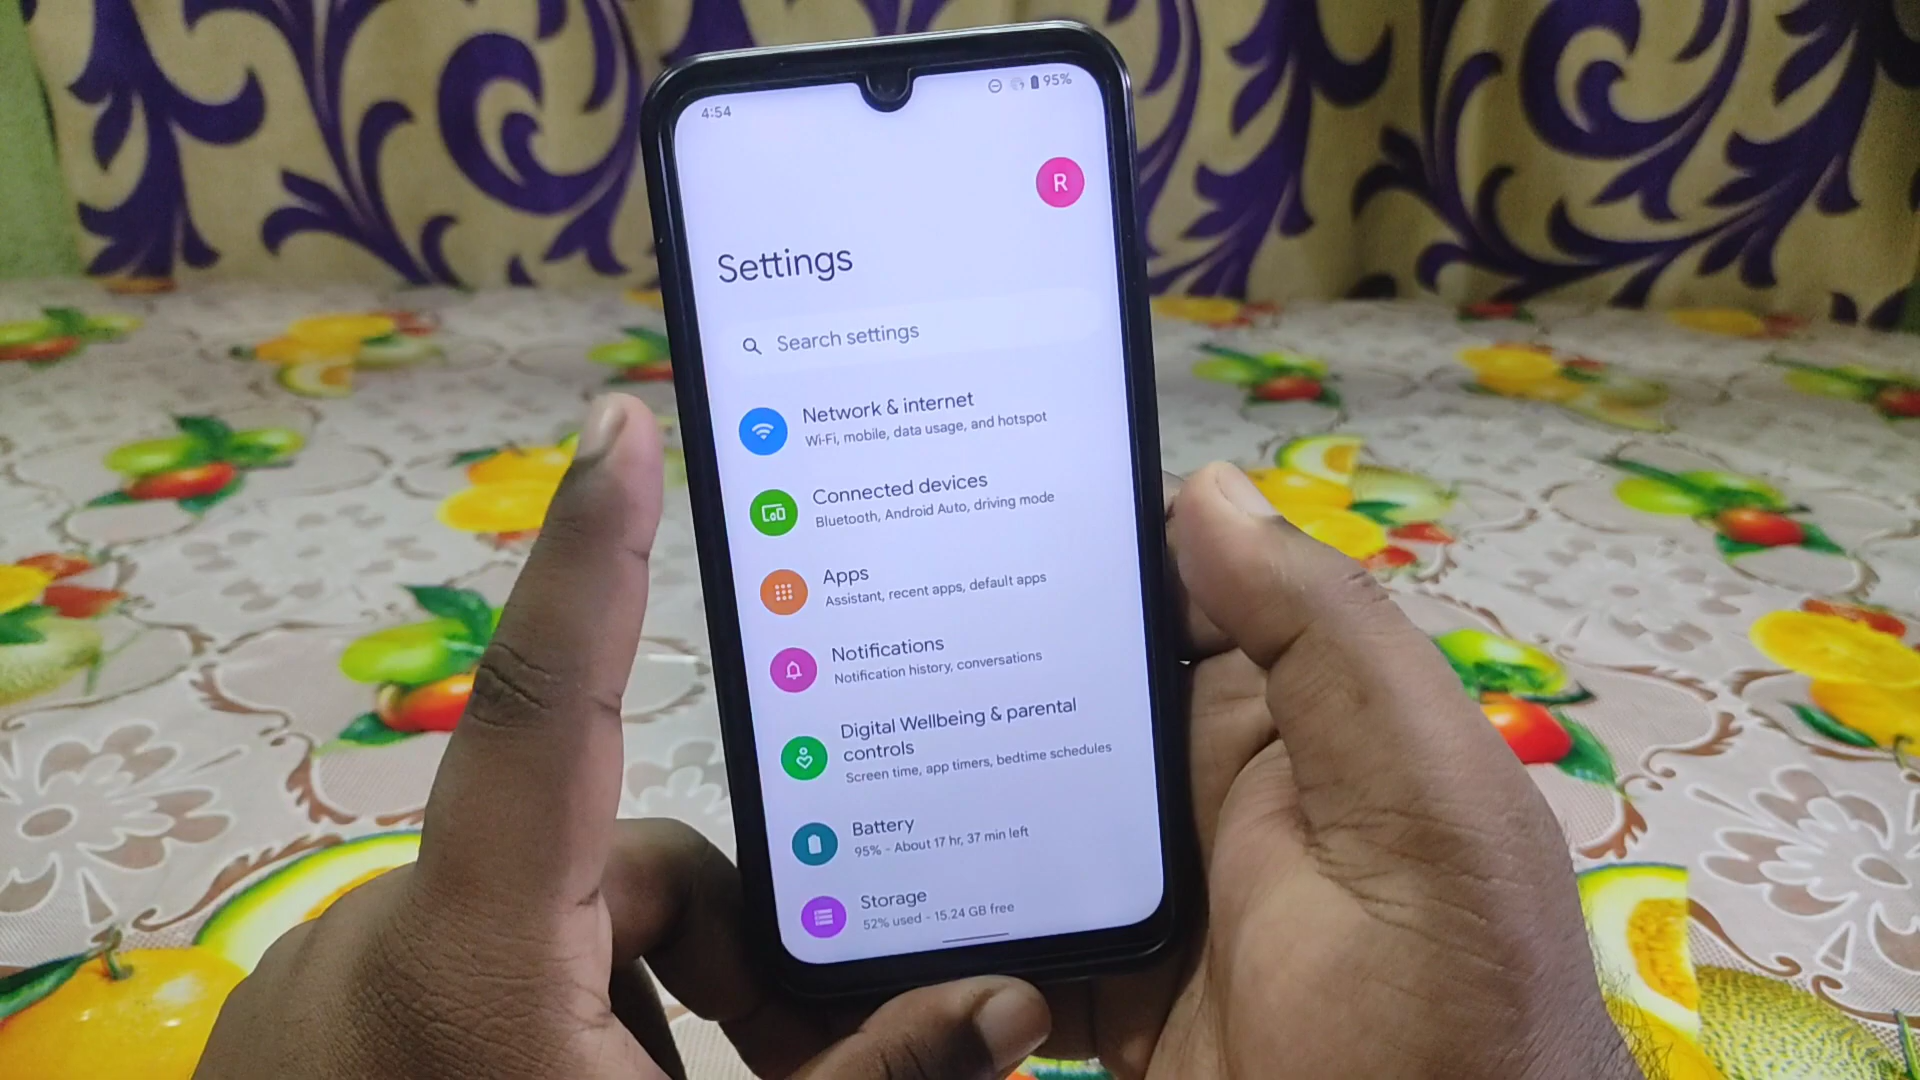 4:54
95%
R
Settings
Search settings
Network & internet
Wi-Fi, mobile, data usage, and hotspot
Connected devices
Bluetooth, Android Auto, driving mode
Apps
Assistant, recent apps, default apps
Notifications
Notification history, conversations
Digital Wellbeing & parental
controls
Screen time, app timers, bedtime schedules
Battery
95% - About 17 hr, 37 min left
Storage
52% used - 15.24 GB free